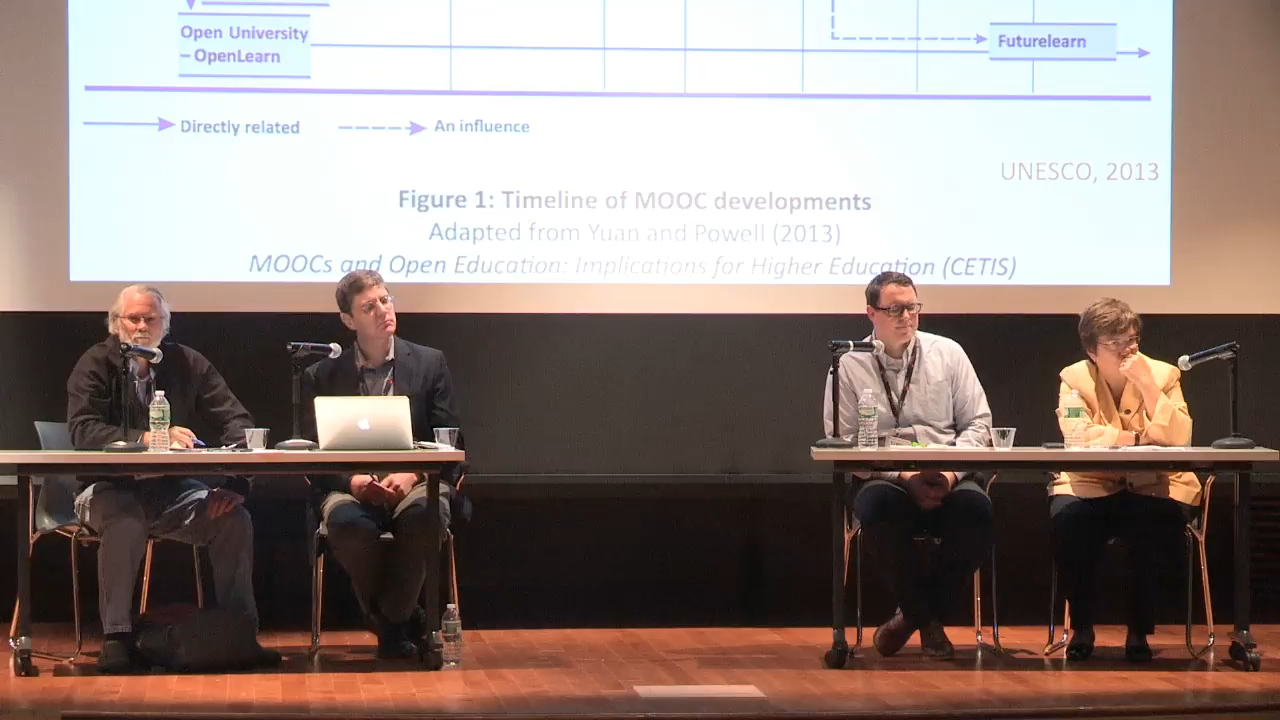 Open University
– OpenLearn
Futurelearn
Directly related
An influence
UNESCO, 2013
Figure 1: Timeline of MOOC developments
Adapted from Yuan and Powell (2013)
MOOCs and Open Education: Implications for Higher Education (CETIS)